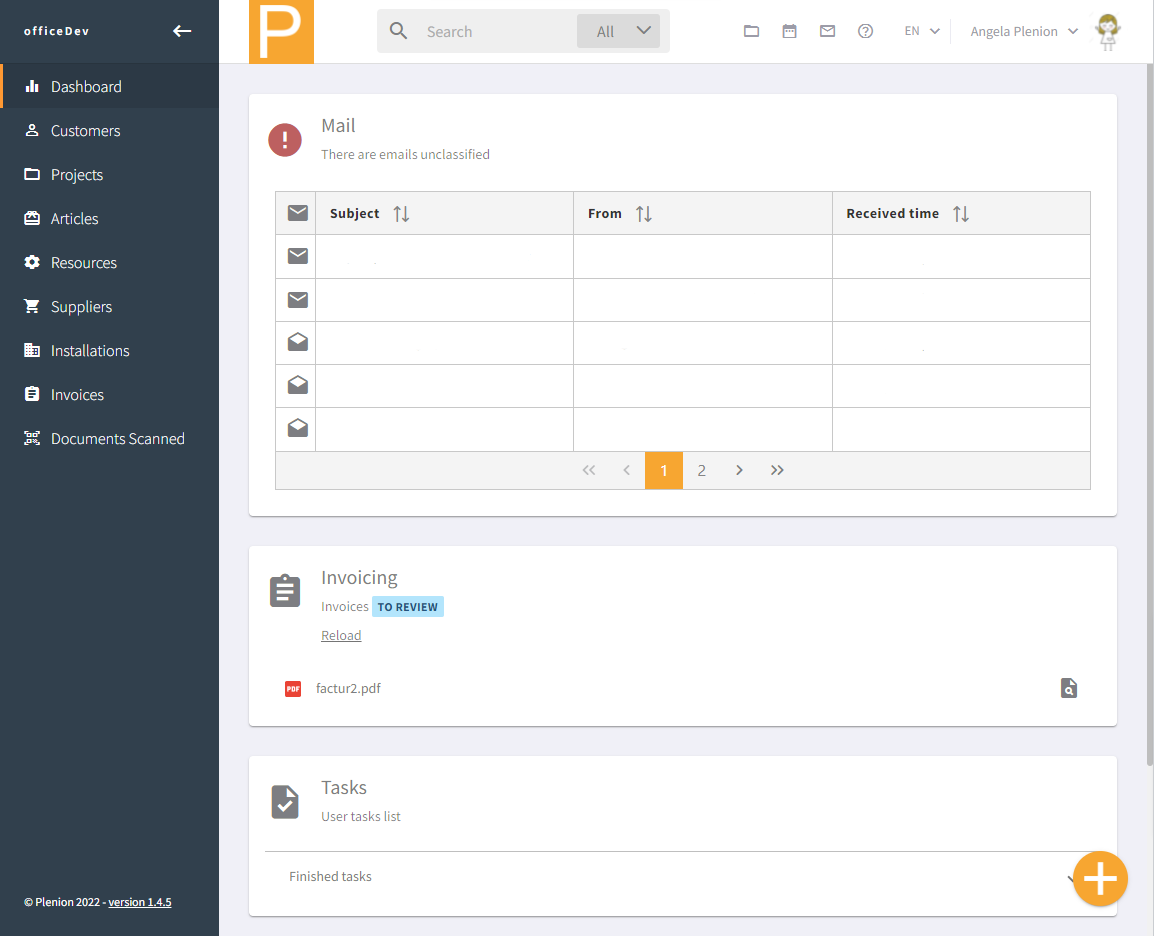 officeDev
P
Search
All
EN
Angela Plenion
Dashboard
Customers
Projects
Articles
Resources
Suppliers
Installations
Invoices
Documents Scanned
© Plenion 2022 - version 1.4.5
Mail
There are emails unclassified
Subject From Received time
1 2
Invoicing
Invoices TO REVIEW
Reload
PDF factur2.pdf
Tasks
User tasks list
Finished tasks